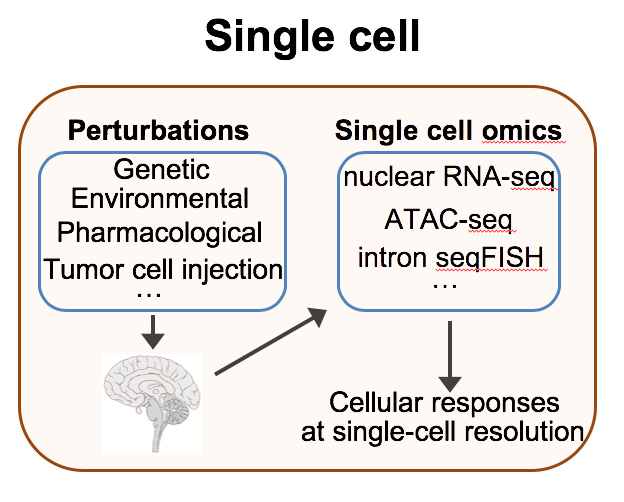 Single cell
Perturbations
Genetic
Environmental
Pharmacological
Tumor cell injection
...
Single cell omics
nuclear RNA-seq
ATAC-seq
intron seqFISH
...
Cellular responses
at single-cell resolution